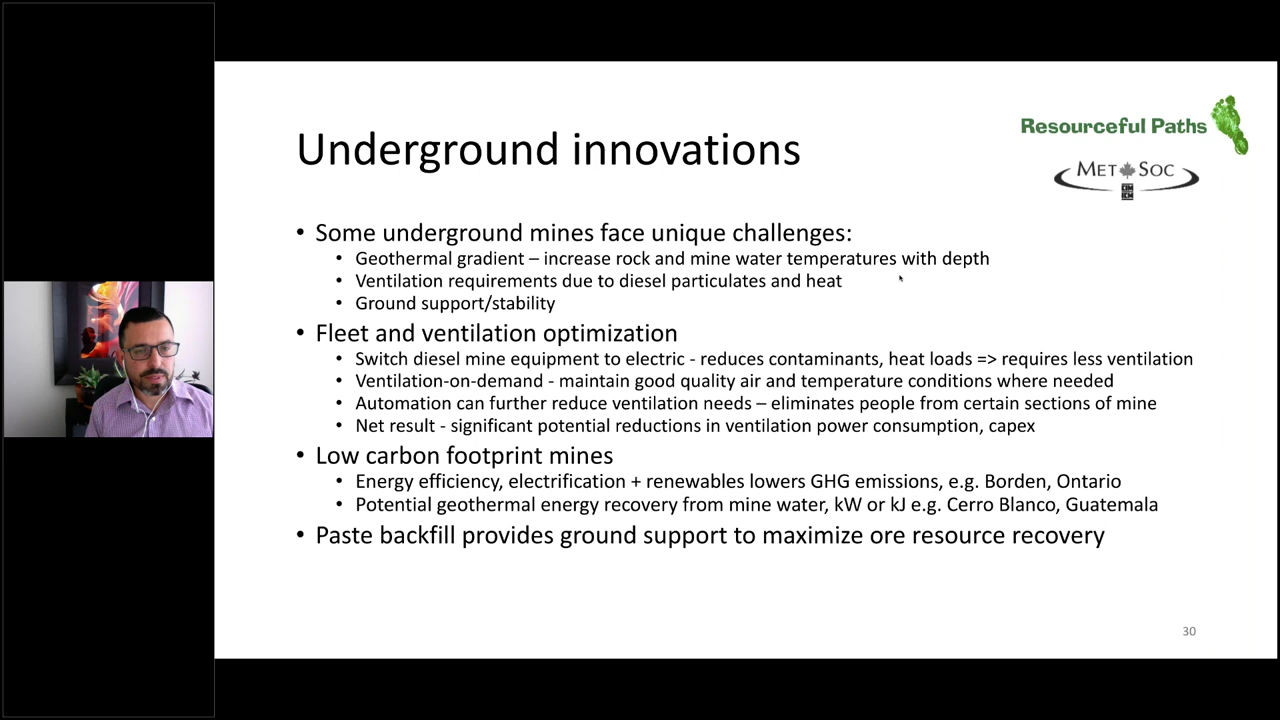 Resourceful Paths
MET SOC
CIM
ICM
Underground innovations
• Some underground mines face unique challenges:
• Geothermal gradient – increase rock and mine water temperatures with depth
• Ventilation requirements due to diesel particulates and heat
• Ground support/stability
• Fleet and ventilation optimization
• Switch diesel mine equipment to electric - reduces contaminants, heat loads => requires less ventilation
• Ventilation-on-demand - maintain good quality air and temperature conditions where needed
• Automation can further reduce ventilation needs – eliminates people from certain sections of mine
• Net result - significant potential reductions in ventilation power consumption, capex
• Low carbon footprint mines
• Energy efficiency, electrification + renewables lowers GHG emissions, e.g. Borden, Ontario
• Potential geothermal energy recovery from mine water, kW or kJ e.g. Cerro Blanco, Guatemala
• Paste backfill provides ground support to maximize ore resource recovery
30